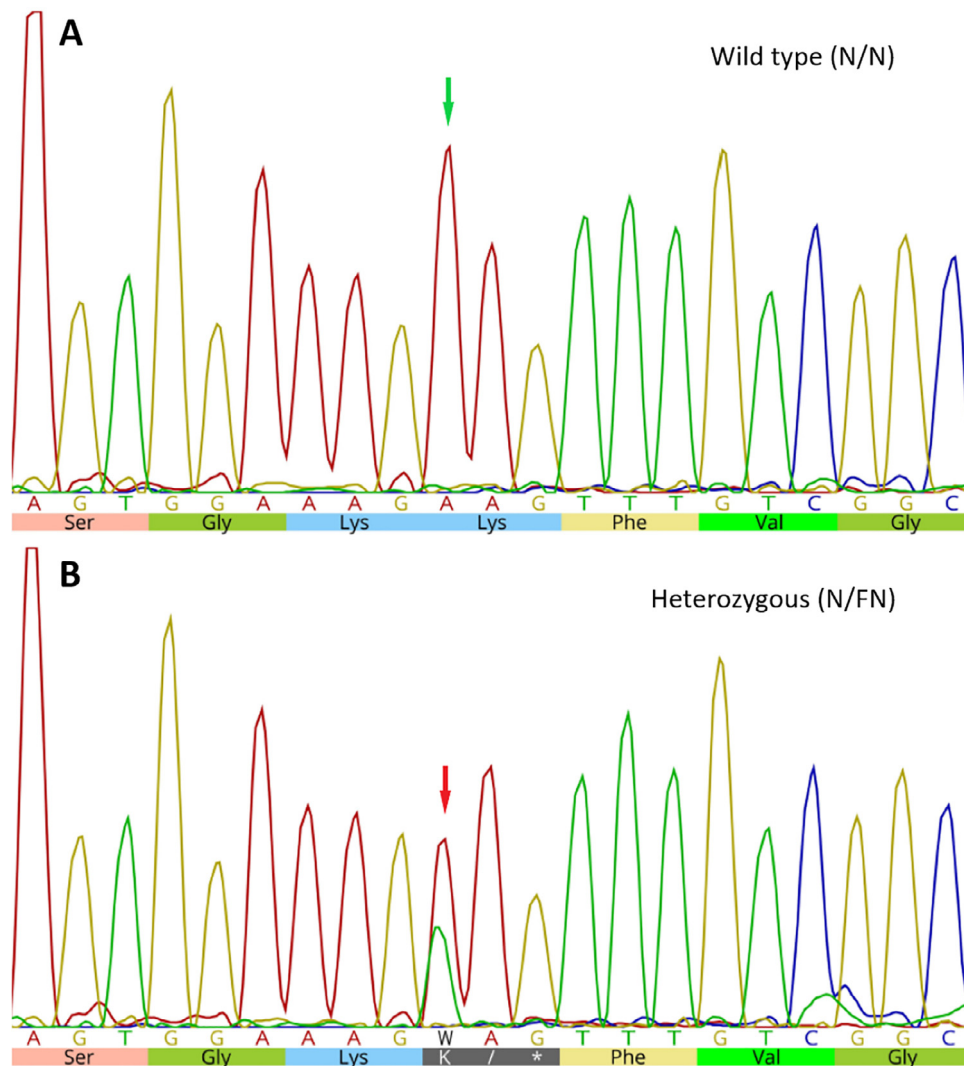 A
Wild type (N/N)
A G T G G A A A G A A G T T T G T C G G C
Ser Gly Lys Lys Phe Val Gly
B
Heterozygous (N/FN)
A G T G G A A A G W A G T T T G T C G G C
Ser Gly Lys K / * Phe Val Gly